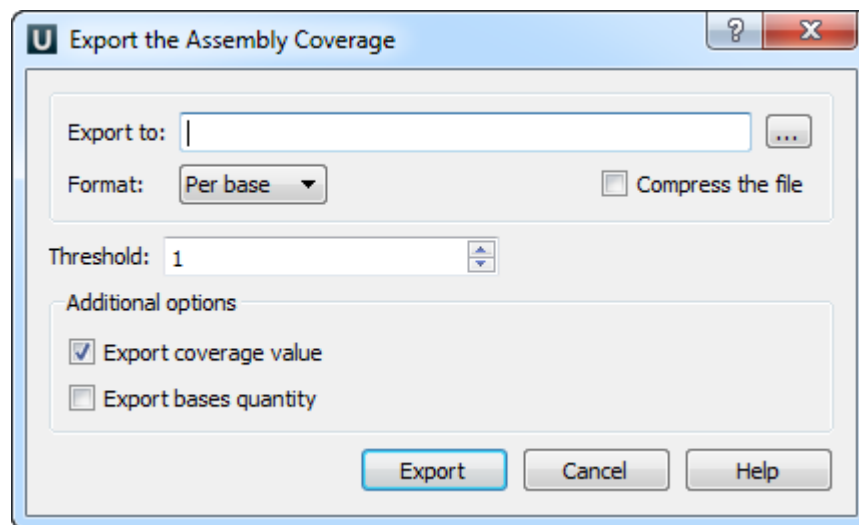 U Export the Assembly Coverage ? X
Export to: ...
Format: Per base Compress the file
Threshold: 1
Additional options
Export coverage value
Export bases quantity
Export Cancel Help